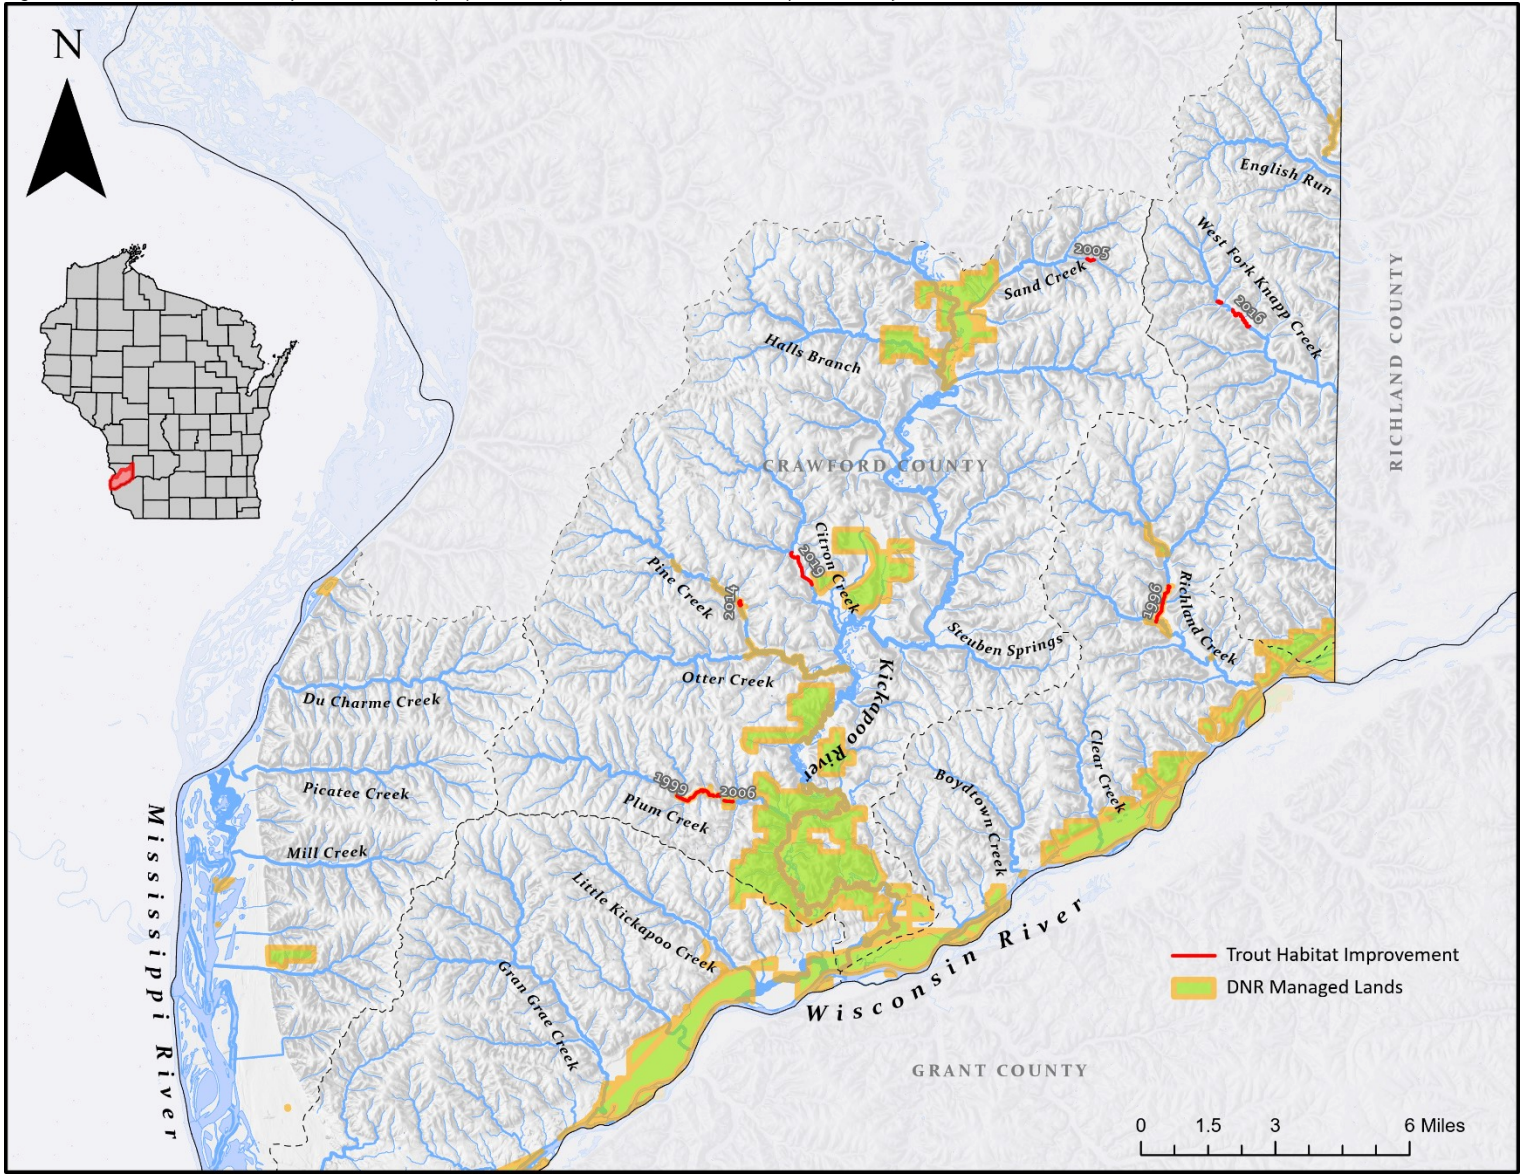 N
English Run
West Fork Knapp Creek
2005
Sand Creek
2016
RICHLAND COUNTY
Halls Branch
CRAWFORD COUNTY
Citron Creek
2019
Pine Creek
2014
1996
Richland Creek
Steuben Springs
Otter Creek
Kickapoo River
Du Charme Creek
Clear Creek
Picatee Creek
1999
2006
Plum Creek
Boydtown Creek
Mill Creek
Little Kickapoo Creek
Mississippi River
Gran Grae Creek
Wisconsin River
Trout Habitat Improvement
DNR Managed Lands
GRANT COUNTY
0 1.5 3 6 Miles